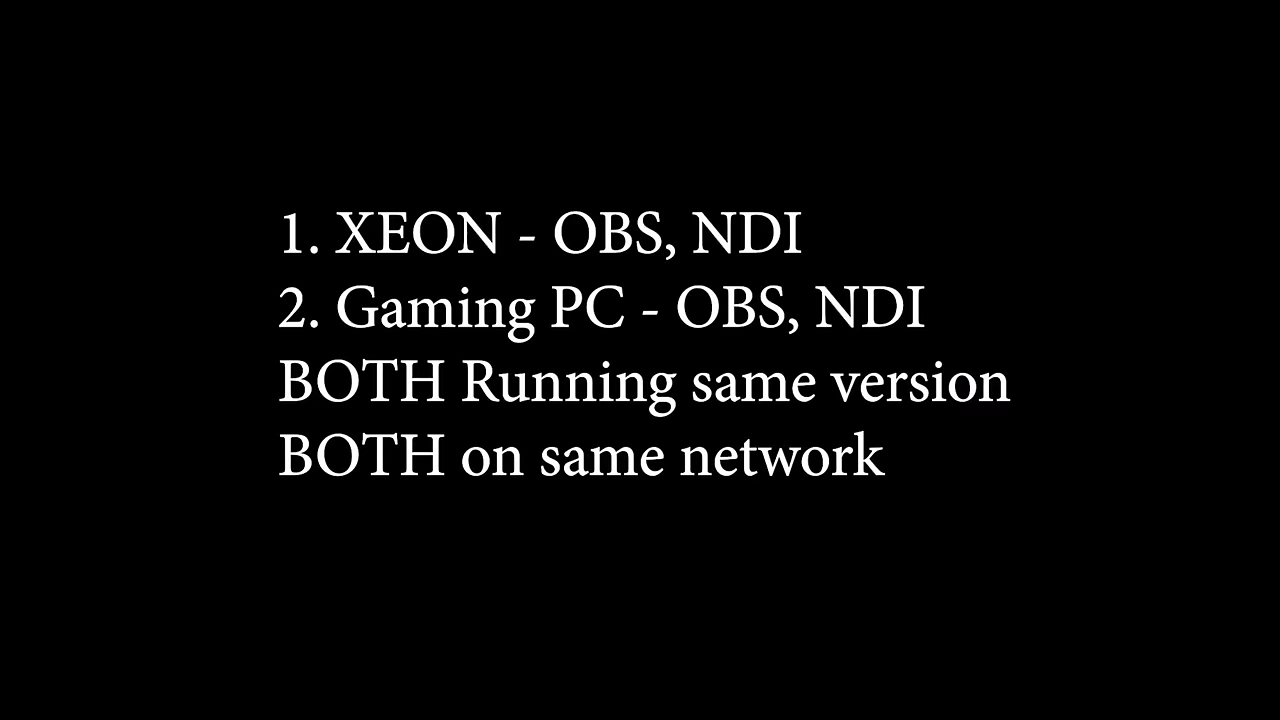 1. XEON - OBS, NDI
2. Gaming PC - OBS, NDI
BOTH Running same version
BOTH on same network